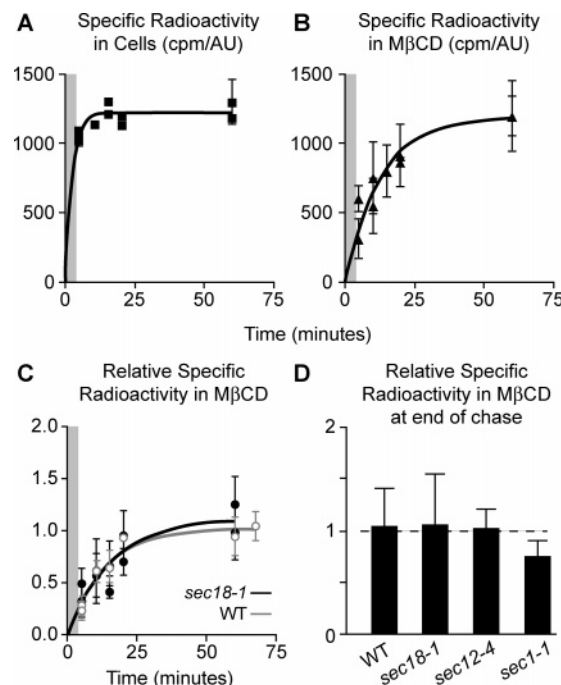 A
Specific Radioactivity
in Cells (cpm/AU)
1500
1000
500
0
0 25 50 75
B
Specific Radioactivity
in MβCD (cpm/AU)
1500
1000
500
0
0 25 50 75
Time (minutes)
C
Relative Specific
Radioactivity in MβCD
2.0
1.5
1.0
0.5
0.0
sec18-1
WT
0 25 50 75
Time (minutes)
D
Relative Specific
Radioactivity in MβCD
at end of chase
2
1
0
WT
sec18-1
sec12-4
sec1-1